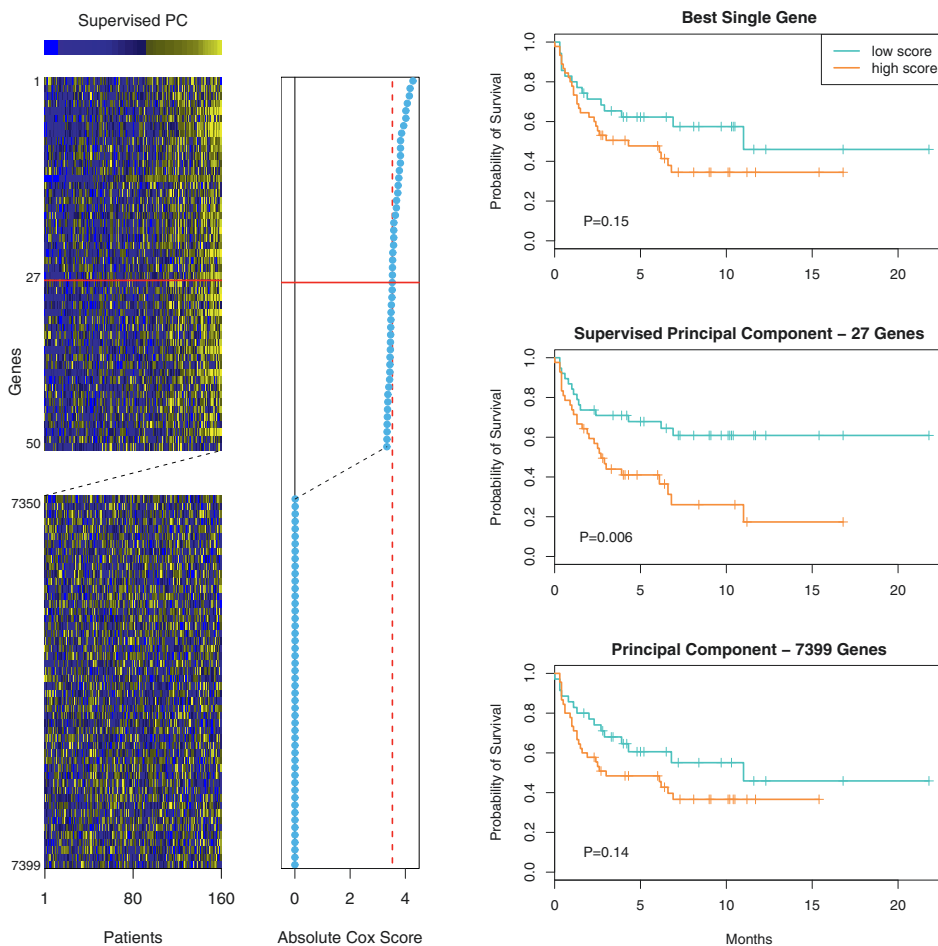 Supervised PC
1
27
50
7350
7399
Genes
1 80 160
Patients
0 2 4
Absolute Cox Score
Best Single Gene
low score
high score
Probability of Survival
0.0 0.2 0.4 0.6 0.8 1.0
P=0.15
0 5 10 15 20
Supervised Principal Component − 27 Genes
Probability of Survival
0.0 0.2 0.4 0.6 0.8 1.0
P=0.006
0 5 10 15 20
Principal Component − 7399 Genes
Probability of Survival
0.0 0.2 0.4 0.6 0.8 1.0
P=0.14
0 5 10 15 20
Months